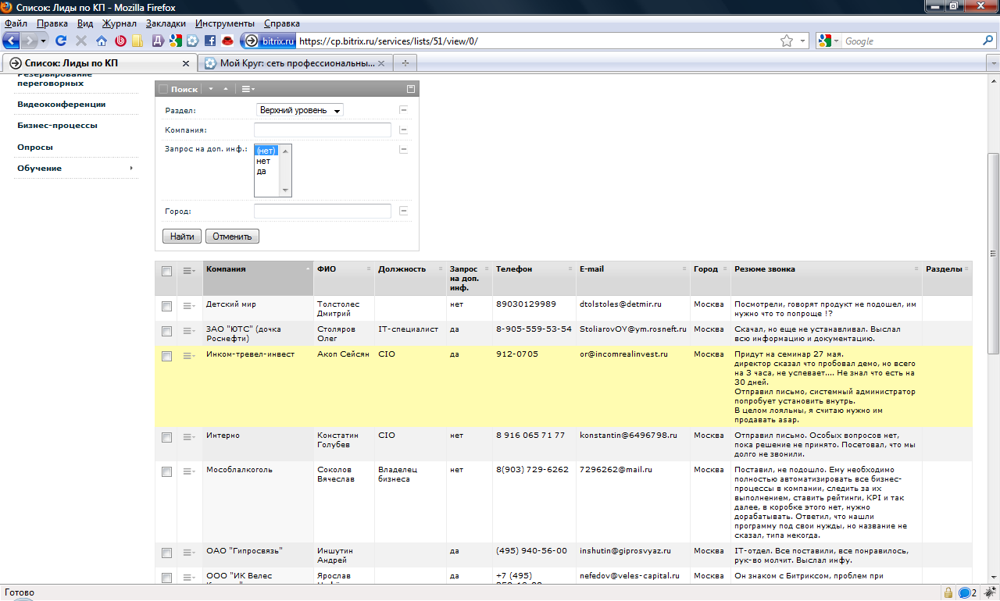 Список: Лиды по КП - Mozilla Firefox
Файл Правка Вид Журнал Закладки Инструменты Справка
bitrix.ru https://cp.bitrix.ru/services/lists/51/view/0/
Google
Список: Лиды по КП
Мой Круг: сеть профессиональны...
Резервирование
переговорных
Видеоконференции
Бизнес-процессы
Опросы
Обучение
Поиск
Раздел: Верхний уровень
Компания:
Запрос на доп. инф.: (нет)
нет
да
Город:
Найти Отменить
Компания ФИО Должность Запрос на доп. инф. Телефон E-mail Город Резюме звонка Разделы
Детский мир
Толстолес
Дмитрий
нет
89030129989
dtolstoles@detmir.ru
Москва
Посмотрели, говорят продукт не подошел, им
нужно что то попроще !?
ЗАО "ЮТС" (дочка
Роснефти)
Столяров
Олег
IT-специалист
да
8-905-559-53-54
StoliarovOY@ym.rosneft.ru
Москва
Скачал, но еще не устанавливал. Выслал
всю информацию и документацию.
Инком-тревел-инвест
Акоп Сейсян
CIO
да
912-0705
or@incomrealinvest.ru
Москва
Придут на семинар 27 мая.
директор сказал что пробовал демо, но всего
на 3 часа, не успевает.... Не знал что есть на
30 дней.
Отправил письмо, системный администратор
попробует установить внутрь.
В целом лояльны, я считаю нужно им
продавать asap.
Интерно
Констатин
Голубев
CIO
нет
8 916 065 71 77
konstantin@6496798.ru
Москва
Отправил письмо. Особых вопросов нет,
пока решение не принято. Посетовал, что мы
долго не звонили.
Мособлалкоголь
Соколов
Вячеслав
Владелец
бизнеса
нет
8(903) 729-6262
7296262@mail.ru
Москва
Поставил, не подошло. Ему необходимо
полностью автоматизировать все бизнес-
процессы в компании, следить за их
выполнением, ставить рейтинги, KPI и так
далее, в коробке этого нет, нужно
дорабатывать. Ответил, что нашли
программу под свои нужды, но название не
сказал, типа некогда.
ОАО "Гипросвязь"
Иншутин
Андрей
да
(495) 940-56-00
inshutin@giprosvyaz.ru
Москва
IT-отдел. Все поставили, все понравилось,
рук-во молчит. Выслал инфу.
ООО "ИК Велес
Ярослав
да
+7 (495)
nefedov@veles-capital.ru
Москва
Он знаком с Битриксом, проблем при
Готово
2